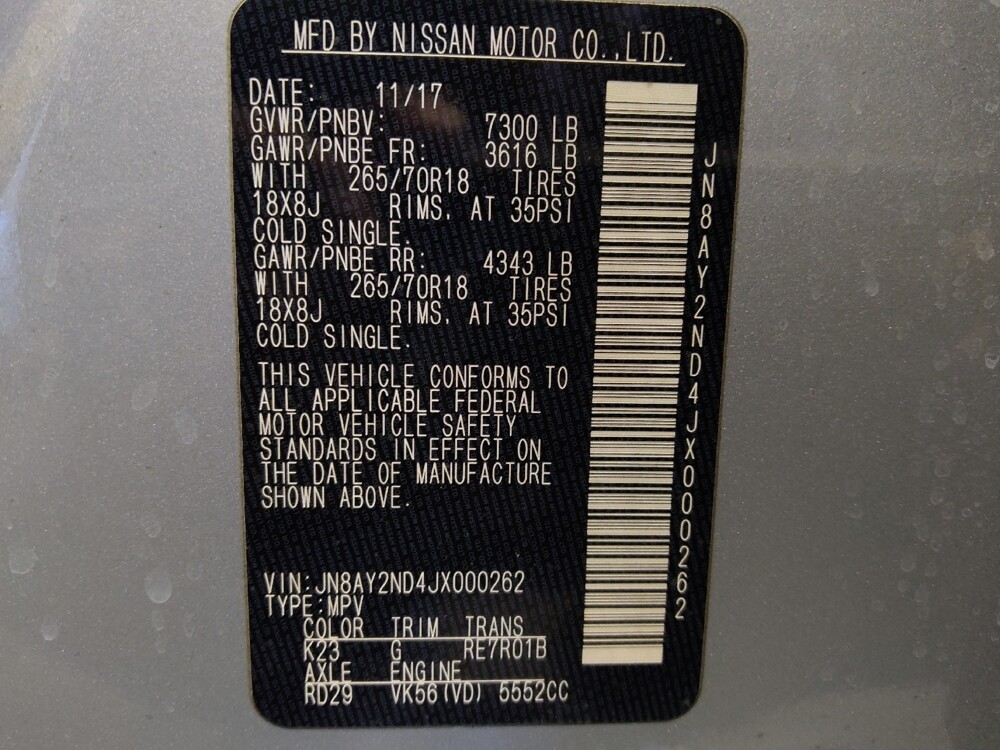 MFD BY NISSAN MOTOR CO.,LTD.
DATE: 11/17
GVWR/PNBV: 7300 LB
GAWR/PNBE FR: 3616 LB
WITH 265/70R18 TIRES
18X8J RIMS. AT 35PSI
COLD SINGLE.
GAWR/PNBE RR: 4343 LB
WITH 265/70R18 TIRES
18X8J RIMS. AT 35PSI
COLD SINGLE.
THIS VEHICLE CONFORMS TO
ALL APPLICABLE FEDERAL
MOTOR VEHICLE SAFETY
STANDARDS IN EFFECT ON
THE DATE OF MANUFACTURE
SHOWN ABOVE.
VIN:JN8AY2ND4JX000262
TYPE:MPV
COLOR TRIM TRANS
K23 G RE7R01B
AXLE ENGINE
RD29 VK56(VD) 5552CC
JN8AY2ND4JX000262